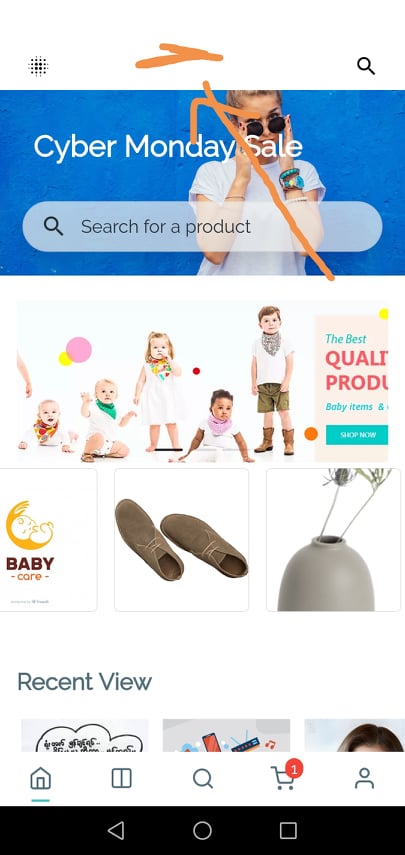 Cyber Monday Sale
Search for a product
The Best
QUALI
PRODU
Baby items &
SHOP NOW
BABY
- care -
Recent View
1